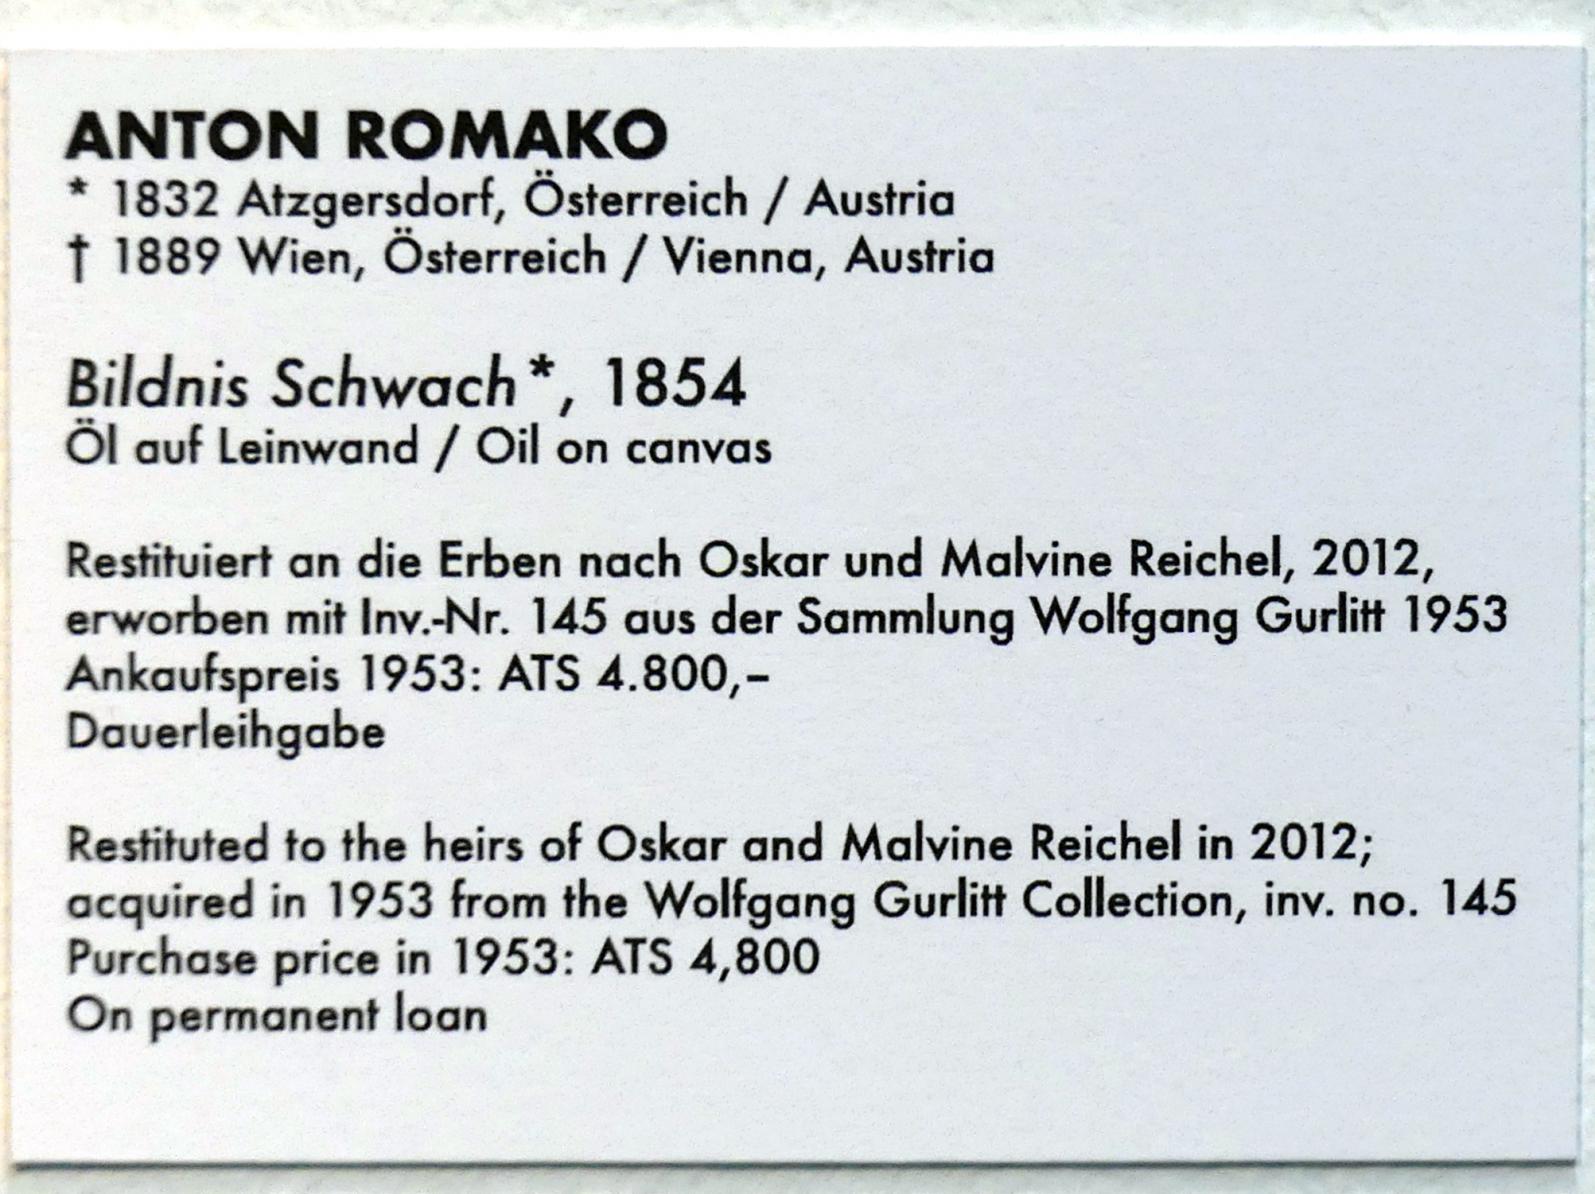 ANTON ROMAKO
* 1832 Atzgersdorf, Österreich / Austria
† 1889 Wien, Österreich / Vienna, Austria
Bildnis Schwach*, 1854
Öl auf Leinwand / Oil on canvas
Restituiert an die Erben nach Oskar und Malvine Reichel, 2012,
erworben mit Inv.-Nr. 145 aus der Sammlung Wolfgang Gurlitt 1953
Ankaufspreis 1953: ATS 4.800,–
Dauerleihgabe
Restituted to the heirs of Oskar and Malvine Reichel in 2012;
acquired in 1953 from the Wolfgang Gurlitt Collection, inv. no. 145
Purchase price in 1953: ATS 4,800
On permanent loan